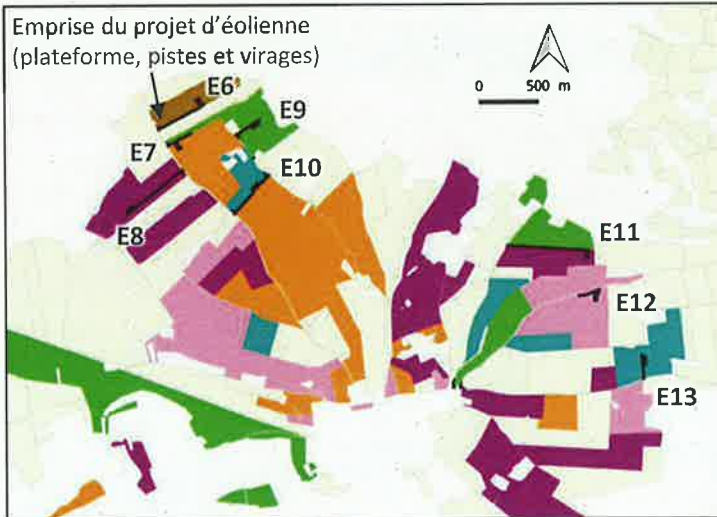 Emprise du projet d'éolienne
(plateforme, pistes et virages)
0 500 m
E6
E9
E7
E10
E8
E11
E12
E13